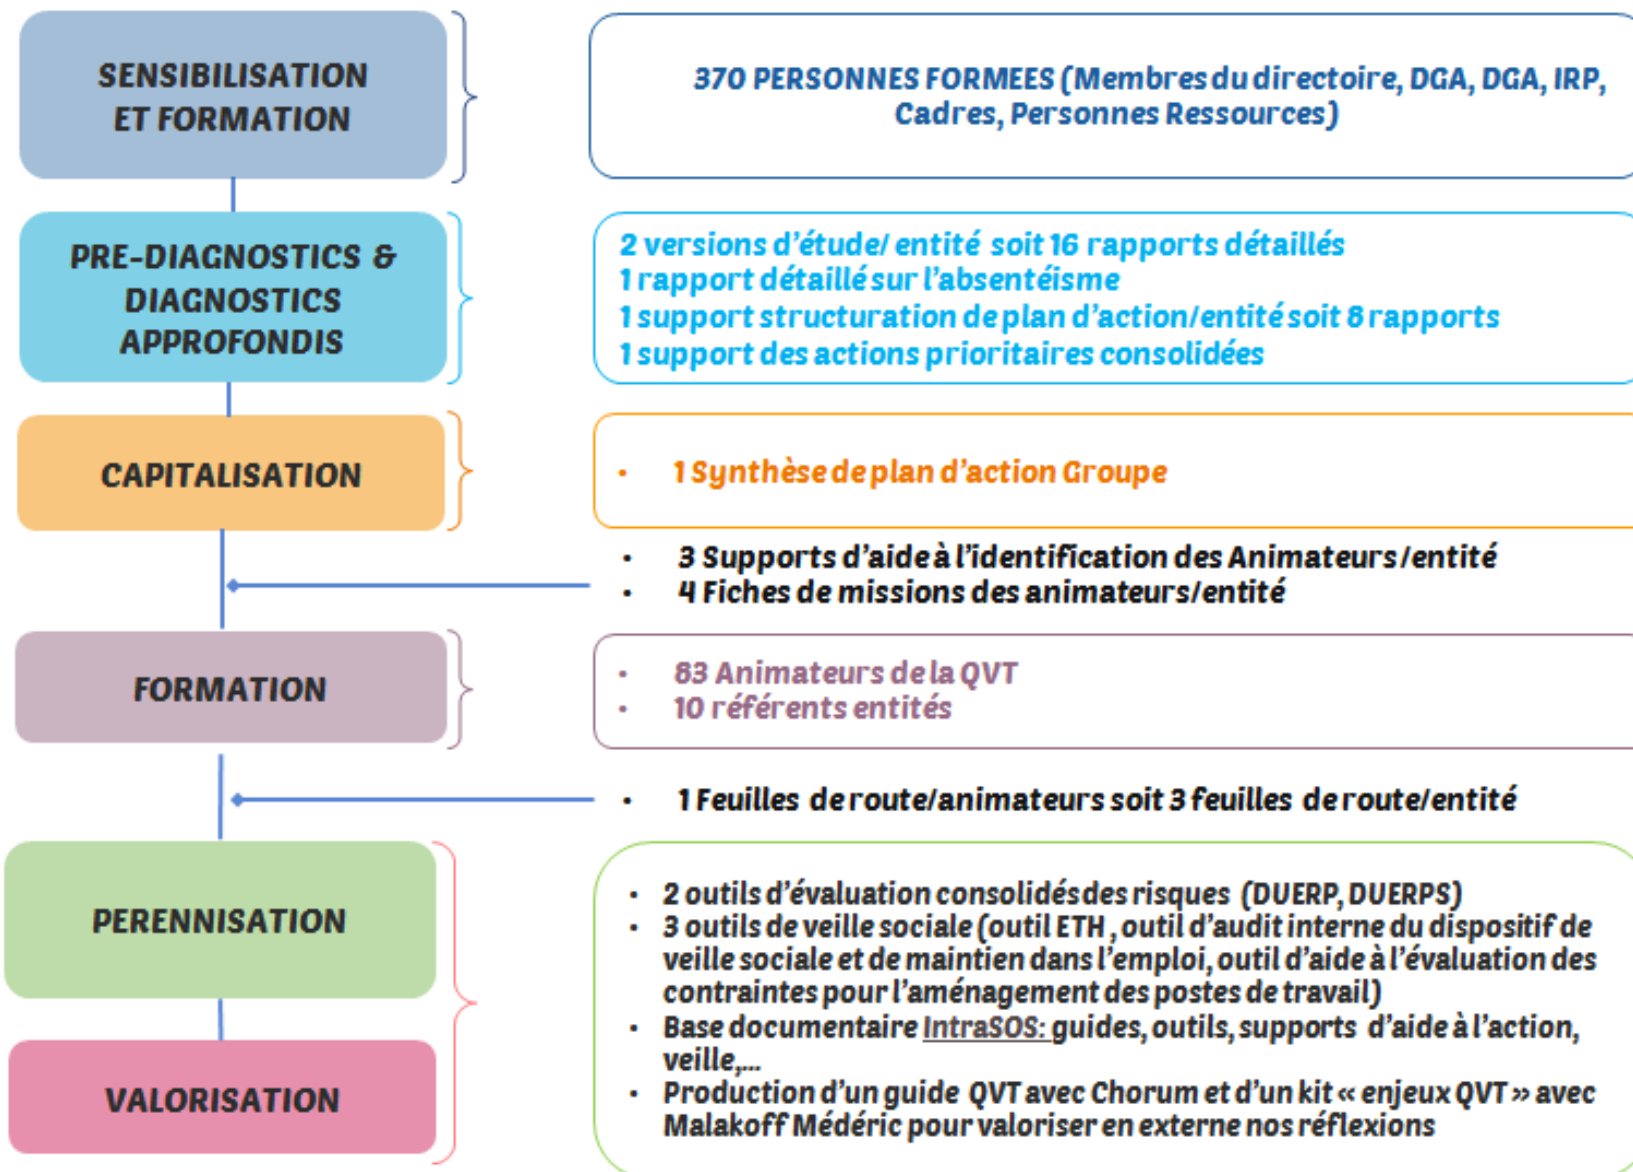 SENSIBILISATION
ET FORMATION
370 PERSONNES FORMEES (Membres du directoire, DGA, DGA, IRP,
Cadres, Personnes Ressources)
PRE-DIAGNOSTICS &
DIAGNOSTICS
APPROFONDIS
2 versions d'étude/ entité soit 16 rapports détaillés
1 rapport détaillé sur l'absentéisme
1 support structuration de plan d'action/entité soit 8 rapports
1 support des actions prioritaires consolidées
CAPITALISATION
• 1 Synthèse de plan d'action Groupe
• 3 Supports d'aide à l'identification des Animateurs/entité
• 4 Fiches de missions des animateurs/entité
FORMATION
• 83 Animateurs de la QVT
• 10 référents entités
• 1 Feuilles de route/animateurs soit 3 feuilles de route/entité
PERENNISATION
VALORISATION
• 2 outils d'évaluation consolidés des risques (DUERP, DUERPS)
• 3 outils de veille sociale (outil ETH , outil d'audit interne du dispositif de
veille sociale et de maintien dans l'emploi, outil d'aide à l'évaluation des
contraintes pour l'aménagement des postes de travail)
• Base documentaire IntraSOS: guides, outils, supports d'aide à l'action,
veille,...
• Production d'un guide QVT avec Chorum et d'un kit « enjeux QVT » avec
Malakoff Médéric pour valoriser en externe nos réflexions